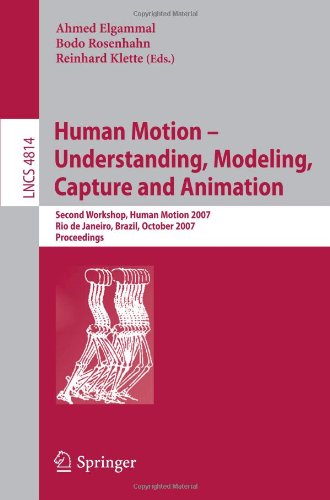 Ahmed Elgammal
Bodo Rosenhahn
Reinhard Klette (Eds.)
LNCS 4814
Human Motion –
Understanding, Modeling,
Capture and Animation
Second Workshop, Human Motion 2007
Rio de Janeiro, Brazil, October 2007
Proceedings
Springer